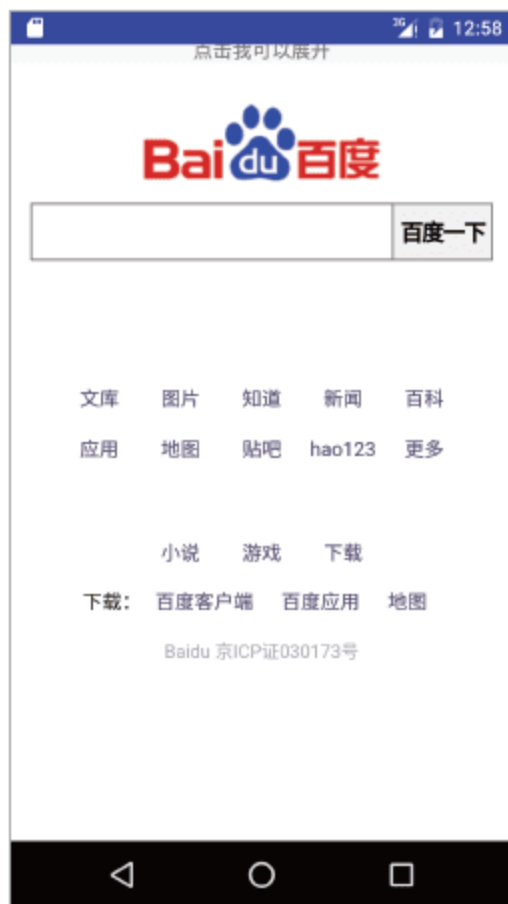 3G 12:58
点击我可以展开
Bai du 百度
百度一下
文库 图片 知道 新闻 百科
应用 地图 贴吧 hao123 更多
小说 游戏 下载
下载: 百度客户端 百度应用 地图
Baidu 京ICP证030173号